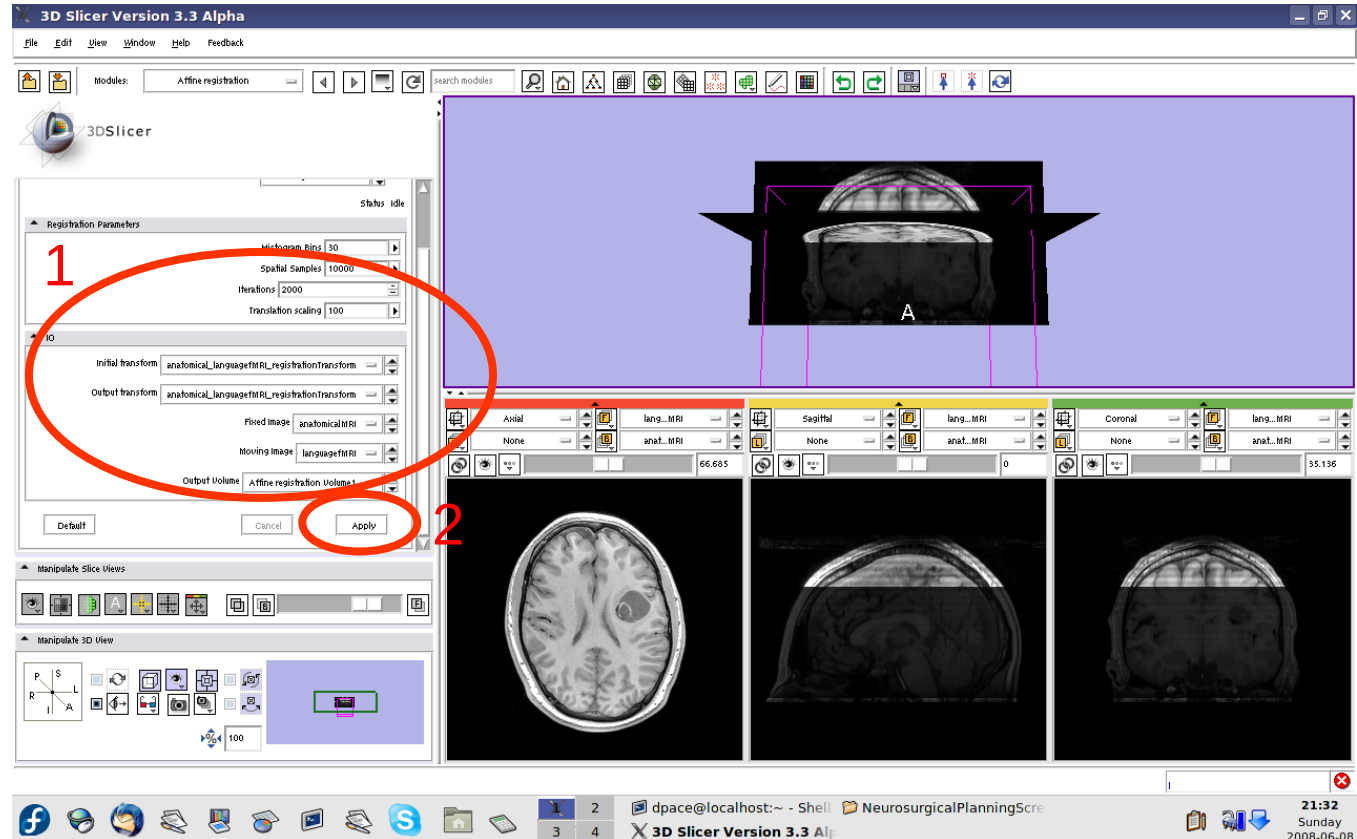 3D Slicer Version 3.3 Alpha
File Edit View Window Help Feedback
Modules: Affine registration search modules
3DSlicer
Status Idle
Registration Parameters
1
Histogram Bins 30
Spatial Samples 10000
Iterations 2000
Translation scaling 100
IO
Initial transform anatomical_languagefMRI_registrationTransform
Output transform anatomical_languagefMRI_registrationTransform
Fixed Image anatomicalMRI
Moving Image languagefMRI
Output Volume Affine registration Volume1
Default Cancel Apply
2
A
Axial lang...MRI Sagittal lang...MRI Coronal lang...MRI
None anat...MRI None anat...MRI None anat...MRI
66.685 0 35.136
Manipulate Slice Views
Manipulate 3D View
P S
R L
I A
% 100
1 2
3 4
dpace@localhost:~ - Shell NeurosurgicalPlanningScre
3D Slicer Version 3.3 Alp
21:32
Sunday
2008-06-08